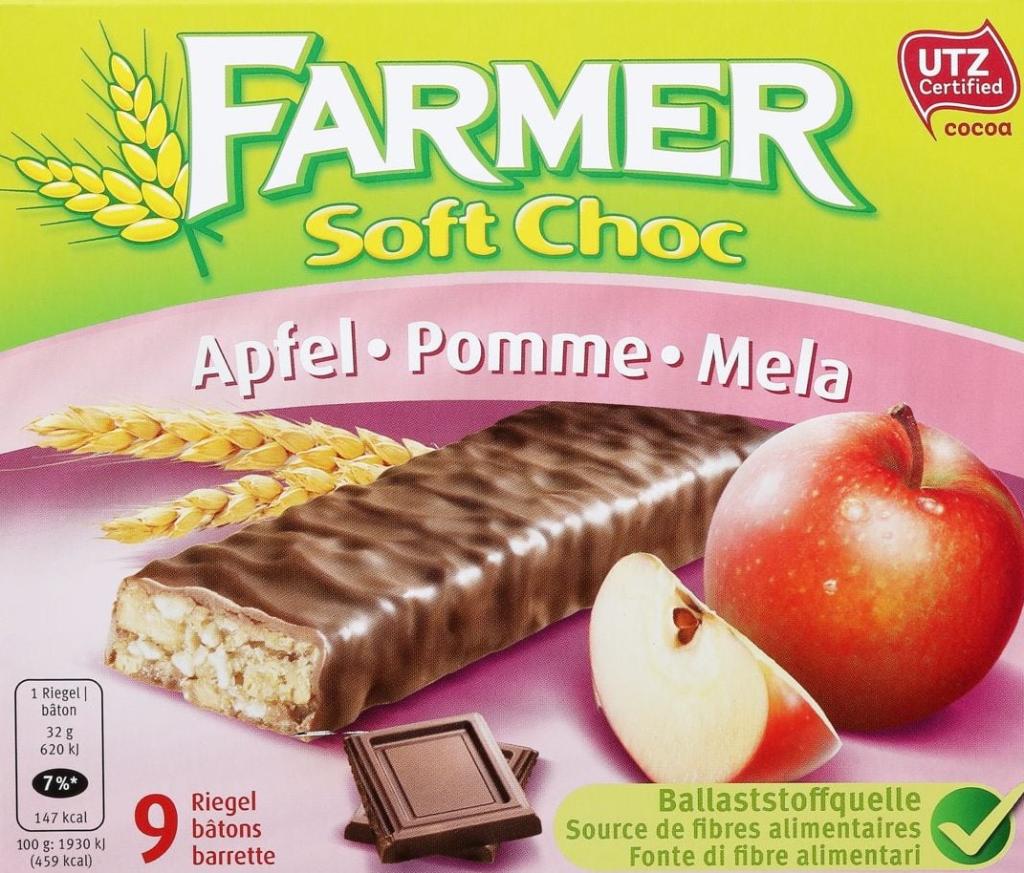 FARMER
Soft Choc
UTZ
Certified
cocoa
Apfel • Pomme • Mela
1 Riegel |
bâton
32 g
620 kJ
7%*
147 kcal
100 g: 1930 kJ
(459 kcal)
9
Riegel
bâtons
barrette
Ballaststoffquelle
Source de fibres alimentaires
Fonte di fibre alimentari